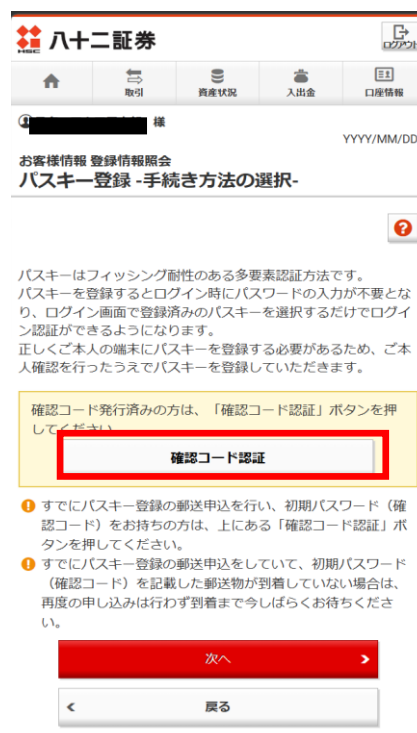 HSC 八十二証券
ログアウト
取引
資産状況
入出金
口座情報
様
YYYY/MM/DD
お客様情報 登録情報照会
パスキー登録 -手続き方法の選択-
パスキーはフィッシング耐性のある多要素認証方法です。
パスキーを登録するとログイン時にパスワードの入力が不要とな
り、ログイン画面で登録済みのパスキーを選択するだけでログイ
ン認証ができるようになります。
正しくご本人の端末にパスキーを登録する必要があるため、ご本
人確認を行ったうえでパスキーを登録していただきます。
確認コード発行済みの方は、「確認コード認証」ボタンを押
してください
確認コード認証
すでにパスキー登録の郵送申込を行い、初期パスワード（確
認コード）をお持ちの方は、上にある「確認コード認証」ボ
タンを押してください。
すでにパスキー登録の郵送申込をしていて、初期パスワード
（確認コード）を記載した郵送物が到着していない場合は、
再度の申し込みは行わず到着まで今しばらくお待ちくださ
い。
次へ
戻る